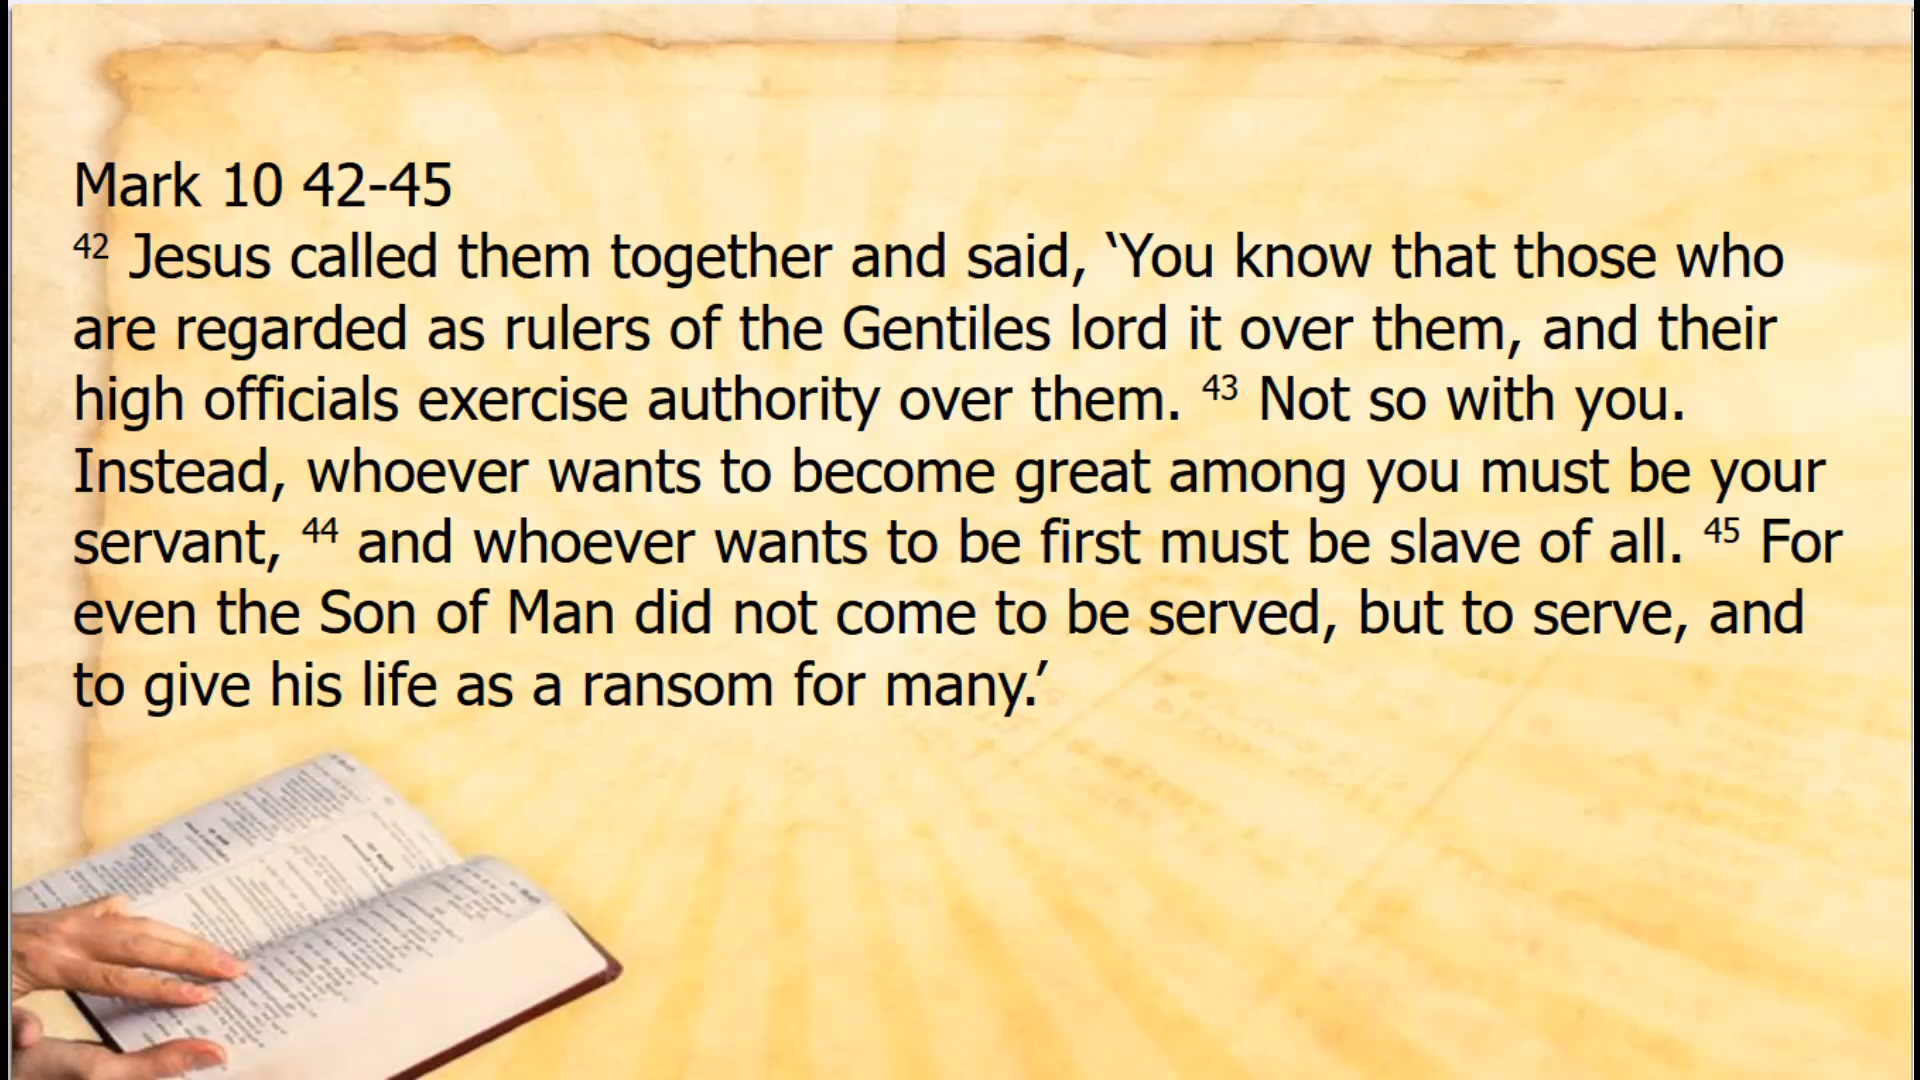 Mark 10 42-45
42 Jesus called them together and said, ‘You know that those who
are regarded as rulers of the Gentiles lord it over them, and their
high officials exercise authority over them. 43 Not so with you.
Instead, whoever wants to become great among you must be your
servant, 44 and whoever wants to be first must be slave of all. 45 For
even the Son of Man did not come to be served, but to serve, and
to give his life as a ransom for many.’